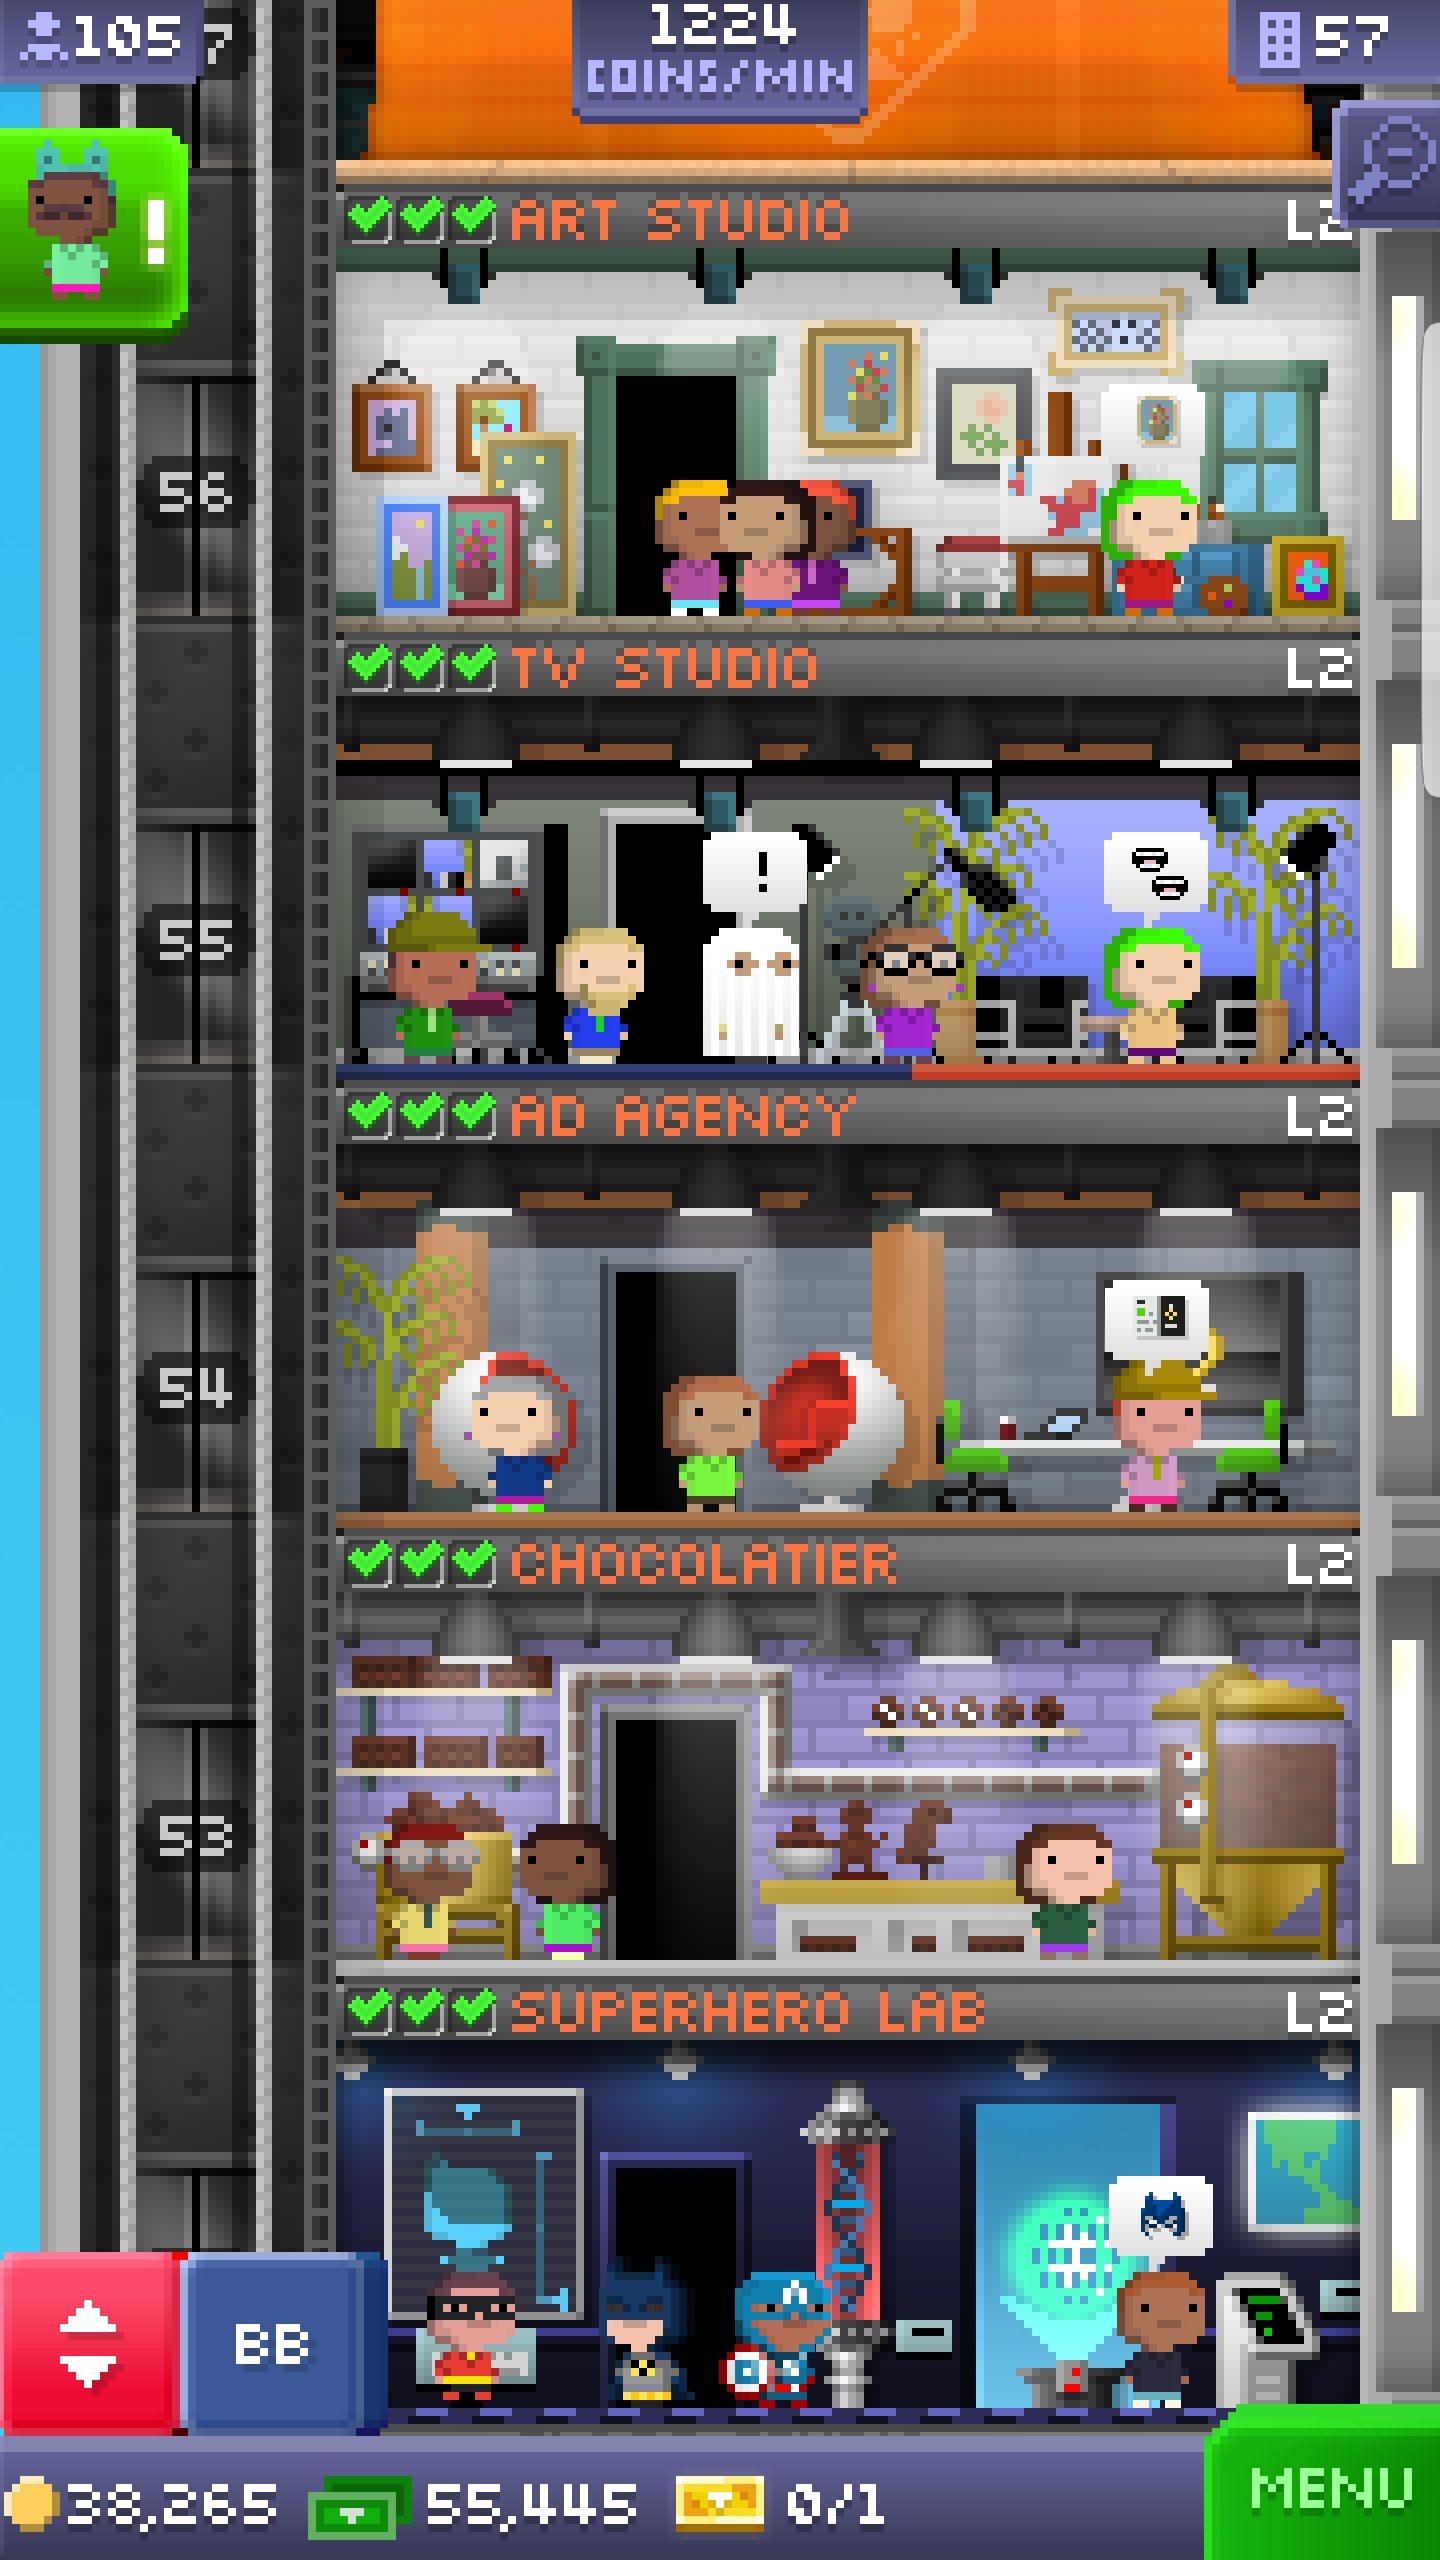 105
7
1224
COINS/MIN
57
!
ART STUDIO
L2
56
TV STUDIO
L2
!
55
AD AGENCY
L2
54
CHOCOLATIER
L2
53
SUPERHERO LAB
L2
A
BB
38,265
55,445
0/1
MENU